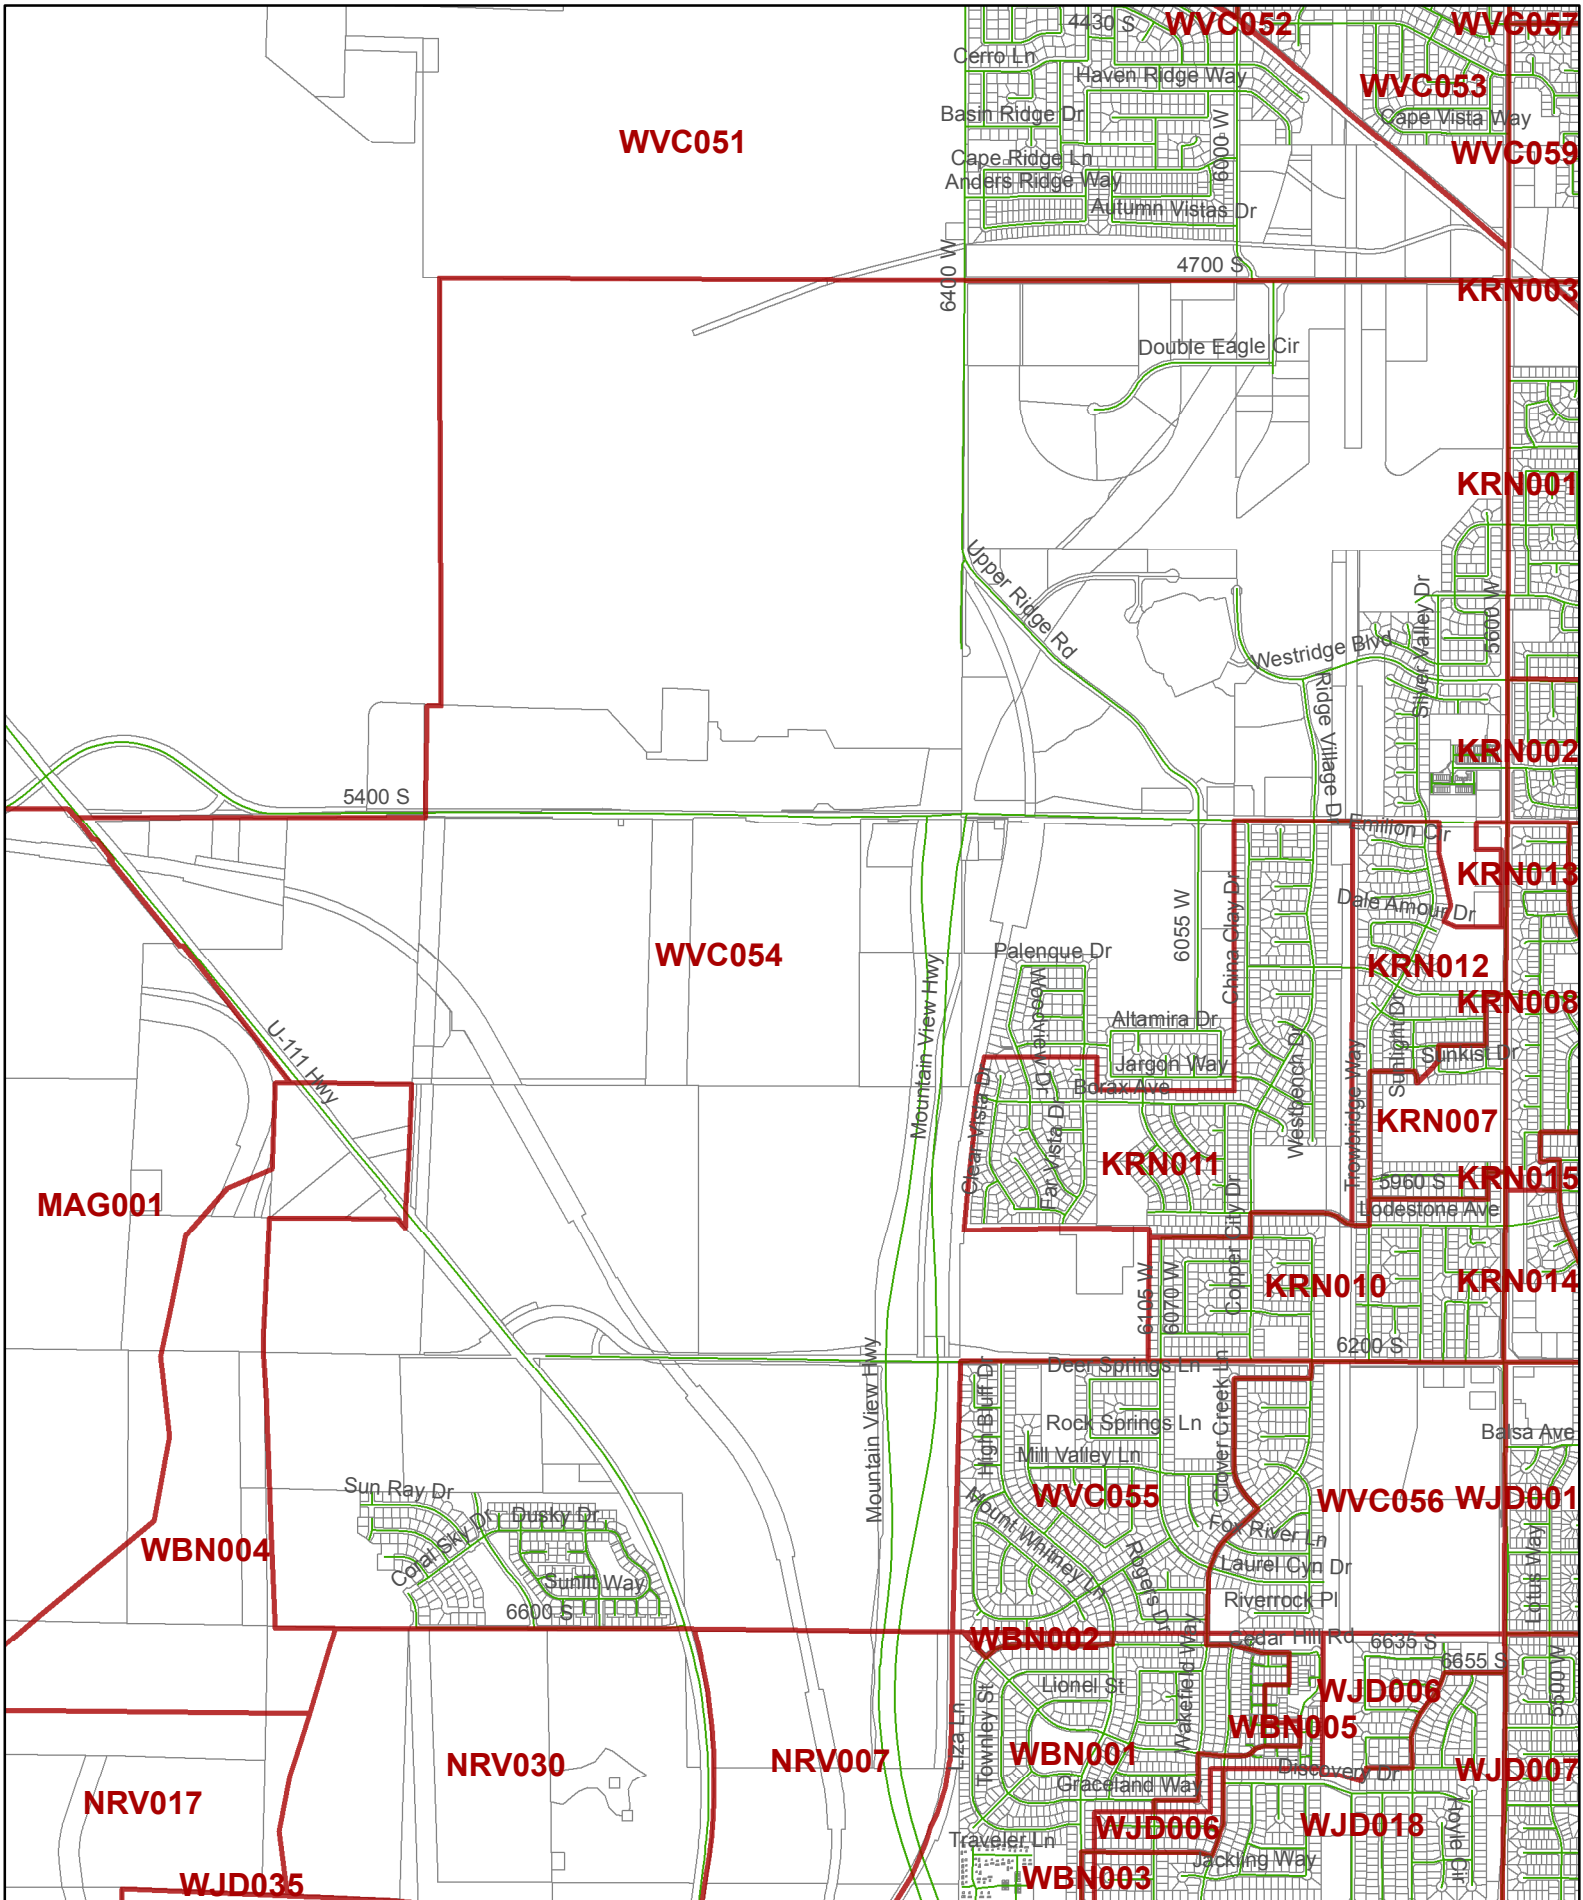 4430 S
WVC052
WVC057
Cerro Ln
Haven Ridge Way
WVC053
Basin Ridge Dr
Cape Vista Way
WVC051
6000 W
WVC059
Cape Ridge Ln
Anders Ridge Way
Autumn Vistas Dr
6400 W
4700 S
KRN003
Double Eagle Cir
KRN001
Upper Ridge Rd
Silver Valley Dr
5600 W
Westridge Blvd
Ridge Village Dr
KRN002
5400 S
Emilion Cir
KRN013
Dale Amour Dr
China Clay Dr
6055 W
WVC054
Palenque Dr
KRN012
Mountain View Hwy
Woodview Dr
KRN008
U-111 Hwy
Altamira Dr
Sunlight Dr
Sunkist Dr
Jargon Way
Borax Ave
Clear Vista Dr
Far Vista Dr
Westbench Dr
Trowbridge Way
KRN007
KRN011
5960 S
KRN015
MAG001
Lodestone Ave
Copper City Dr
KRN010
KRN014
6105 W
6070 W
6200 S
Mountain View Hwy
Deer Springs Ln
High Bluff Dr
Clover Creek Ln
Rock Springs Ln
Balsa Ave
Mill Valley Ln
Sun Ray Dr
WVC055
WVC056
WJD001
Coral Sky Dr
Dusky Dr
Mount Whitney Ln
Fox River Ln
WBN004
Laurel Cyn Dr
Lotus Way
Sunlit Way
Rogers Dr
Riverrock Pl
6600 S
WBN002
Cedar Hill Rd
6635 S
6655 S
Wakefield Way
Lionel St
WJD006
5500 W
Liza Ln
Townley St
WBN005
WBN001
NRV030
NRV007
Discovery Dr
WJD007
Graceland Way
NRV017
WJD006
WJD018
Hoyle Cir
Traveler Ln
Jackling Way
WJD035
WBN003